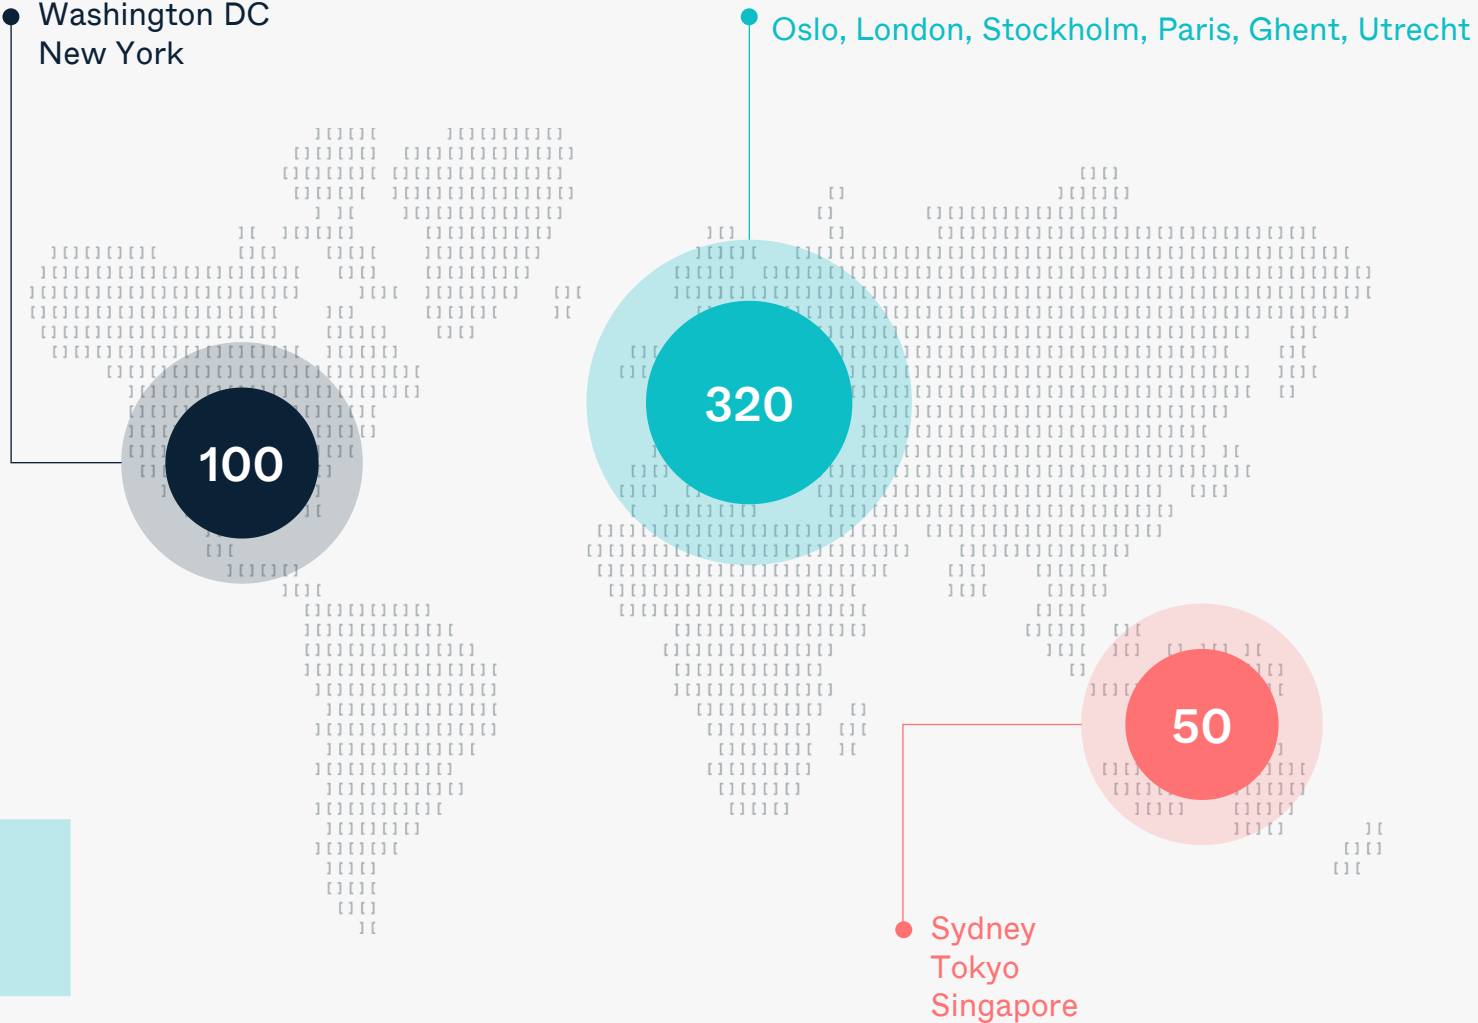 Washington DC
New York
Oslo, London, Stockholm, Paris, Ghent, Utrecht
320
100
50
Sydney
Tokyo
Singapore